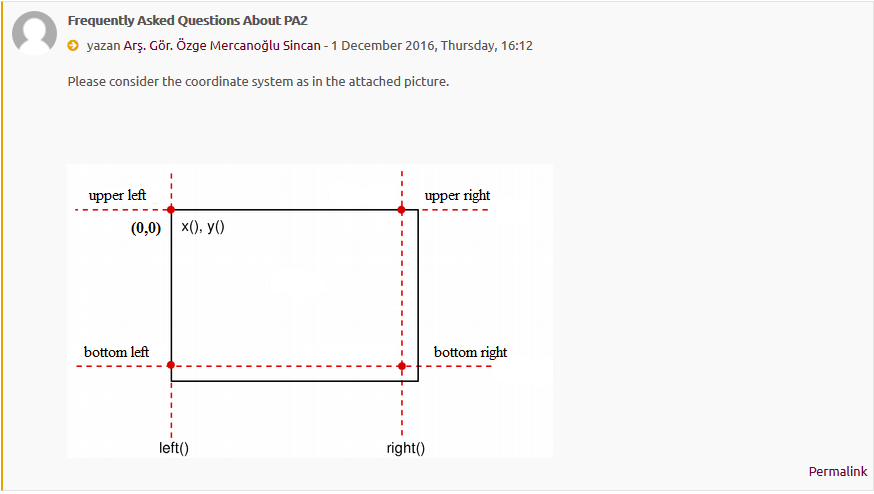 Frequently Asked Questions About PA2
yazan Arş. Gör. Özge Mercanoğlu Sincan - 1 December 2016, Thursday, 16:12
Please consider the coordinate system as in the attached picture.
upper left
upper right
(0,0)
x(), y()
bottom left
bottom right
left()
right()
Permalink